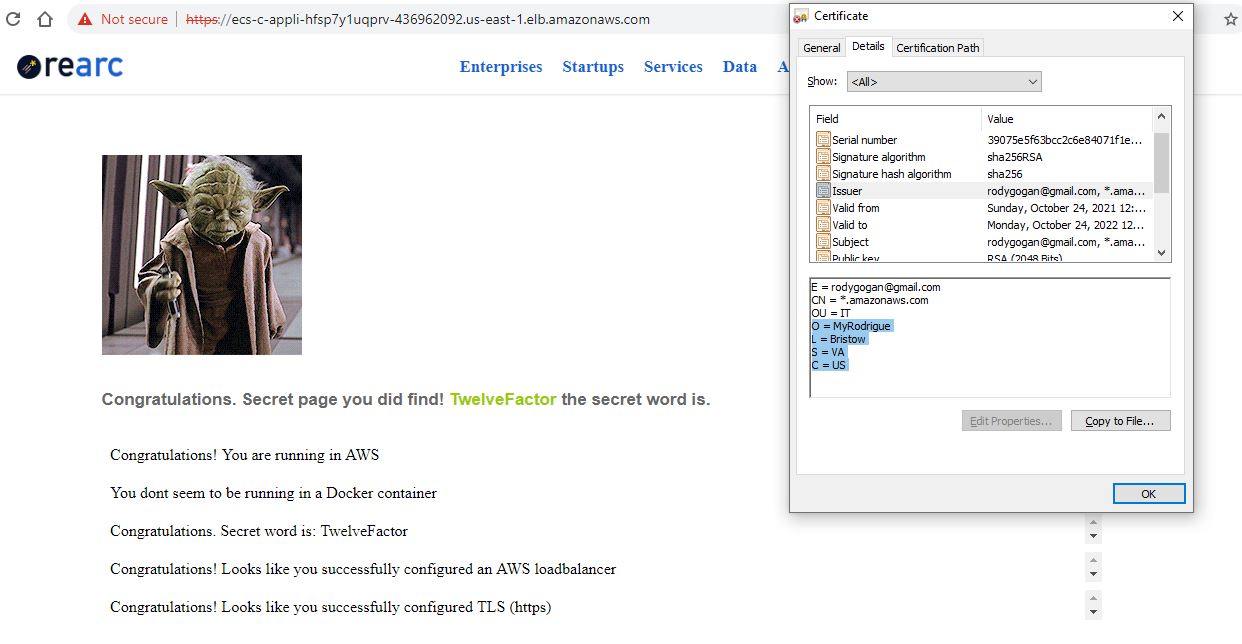 Not secure | https://ecs-c-appli-hfsp7y1uqprv-436962092.us-east-1.elb.amazonaws.com
rearc
Enterprises Startups Services Data A
Congratulations. Secret page you did find! TwelveFactor the secret word is.
Congratulations! You are running in AWS
You dont seem to be running in a Docker container
Congratulations. Secret word is: TwelveFactor
Congratulations! Looks like you successfully configured an AWS loadbalancer
Congratulations! Looks like you successfully configured TLS (https)
Certificate
General Details Certification Path
Show: <All>
Field Value
Serial number 39075e5f63bcc2c6e84071f1e...
Signature algorithm sha256RSA
Signature hash algorithm sha256
Issuer rodygogan@gmail.com, *.ama...
Valid from Sunday, October 24, 2021 12:...
Valid to Monday, October 24, 2022 12...
Subject rodygogan@gmail.com, *.ama...
Public key RSA (2048 Bits)
E = rodygogan@gmail.com
CN = *.amazonaws.com
OU = IT
O = MyRodrigue
L = Bristow
S = VA
C = US
Edit Properties... Copy to File...
OK